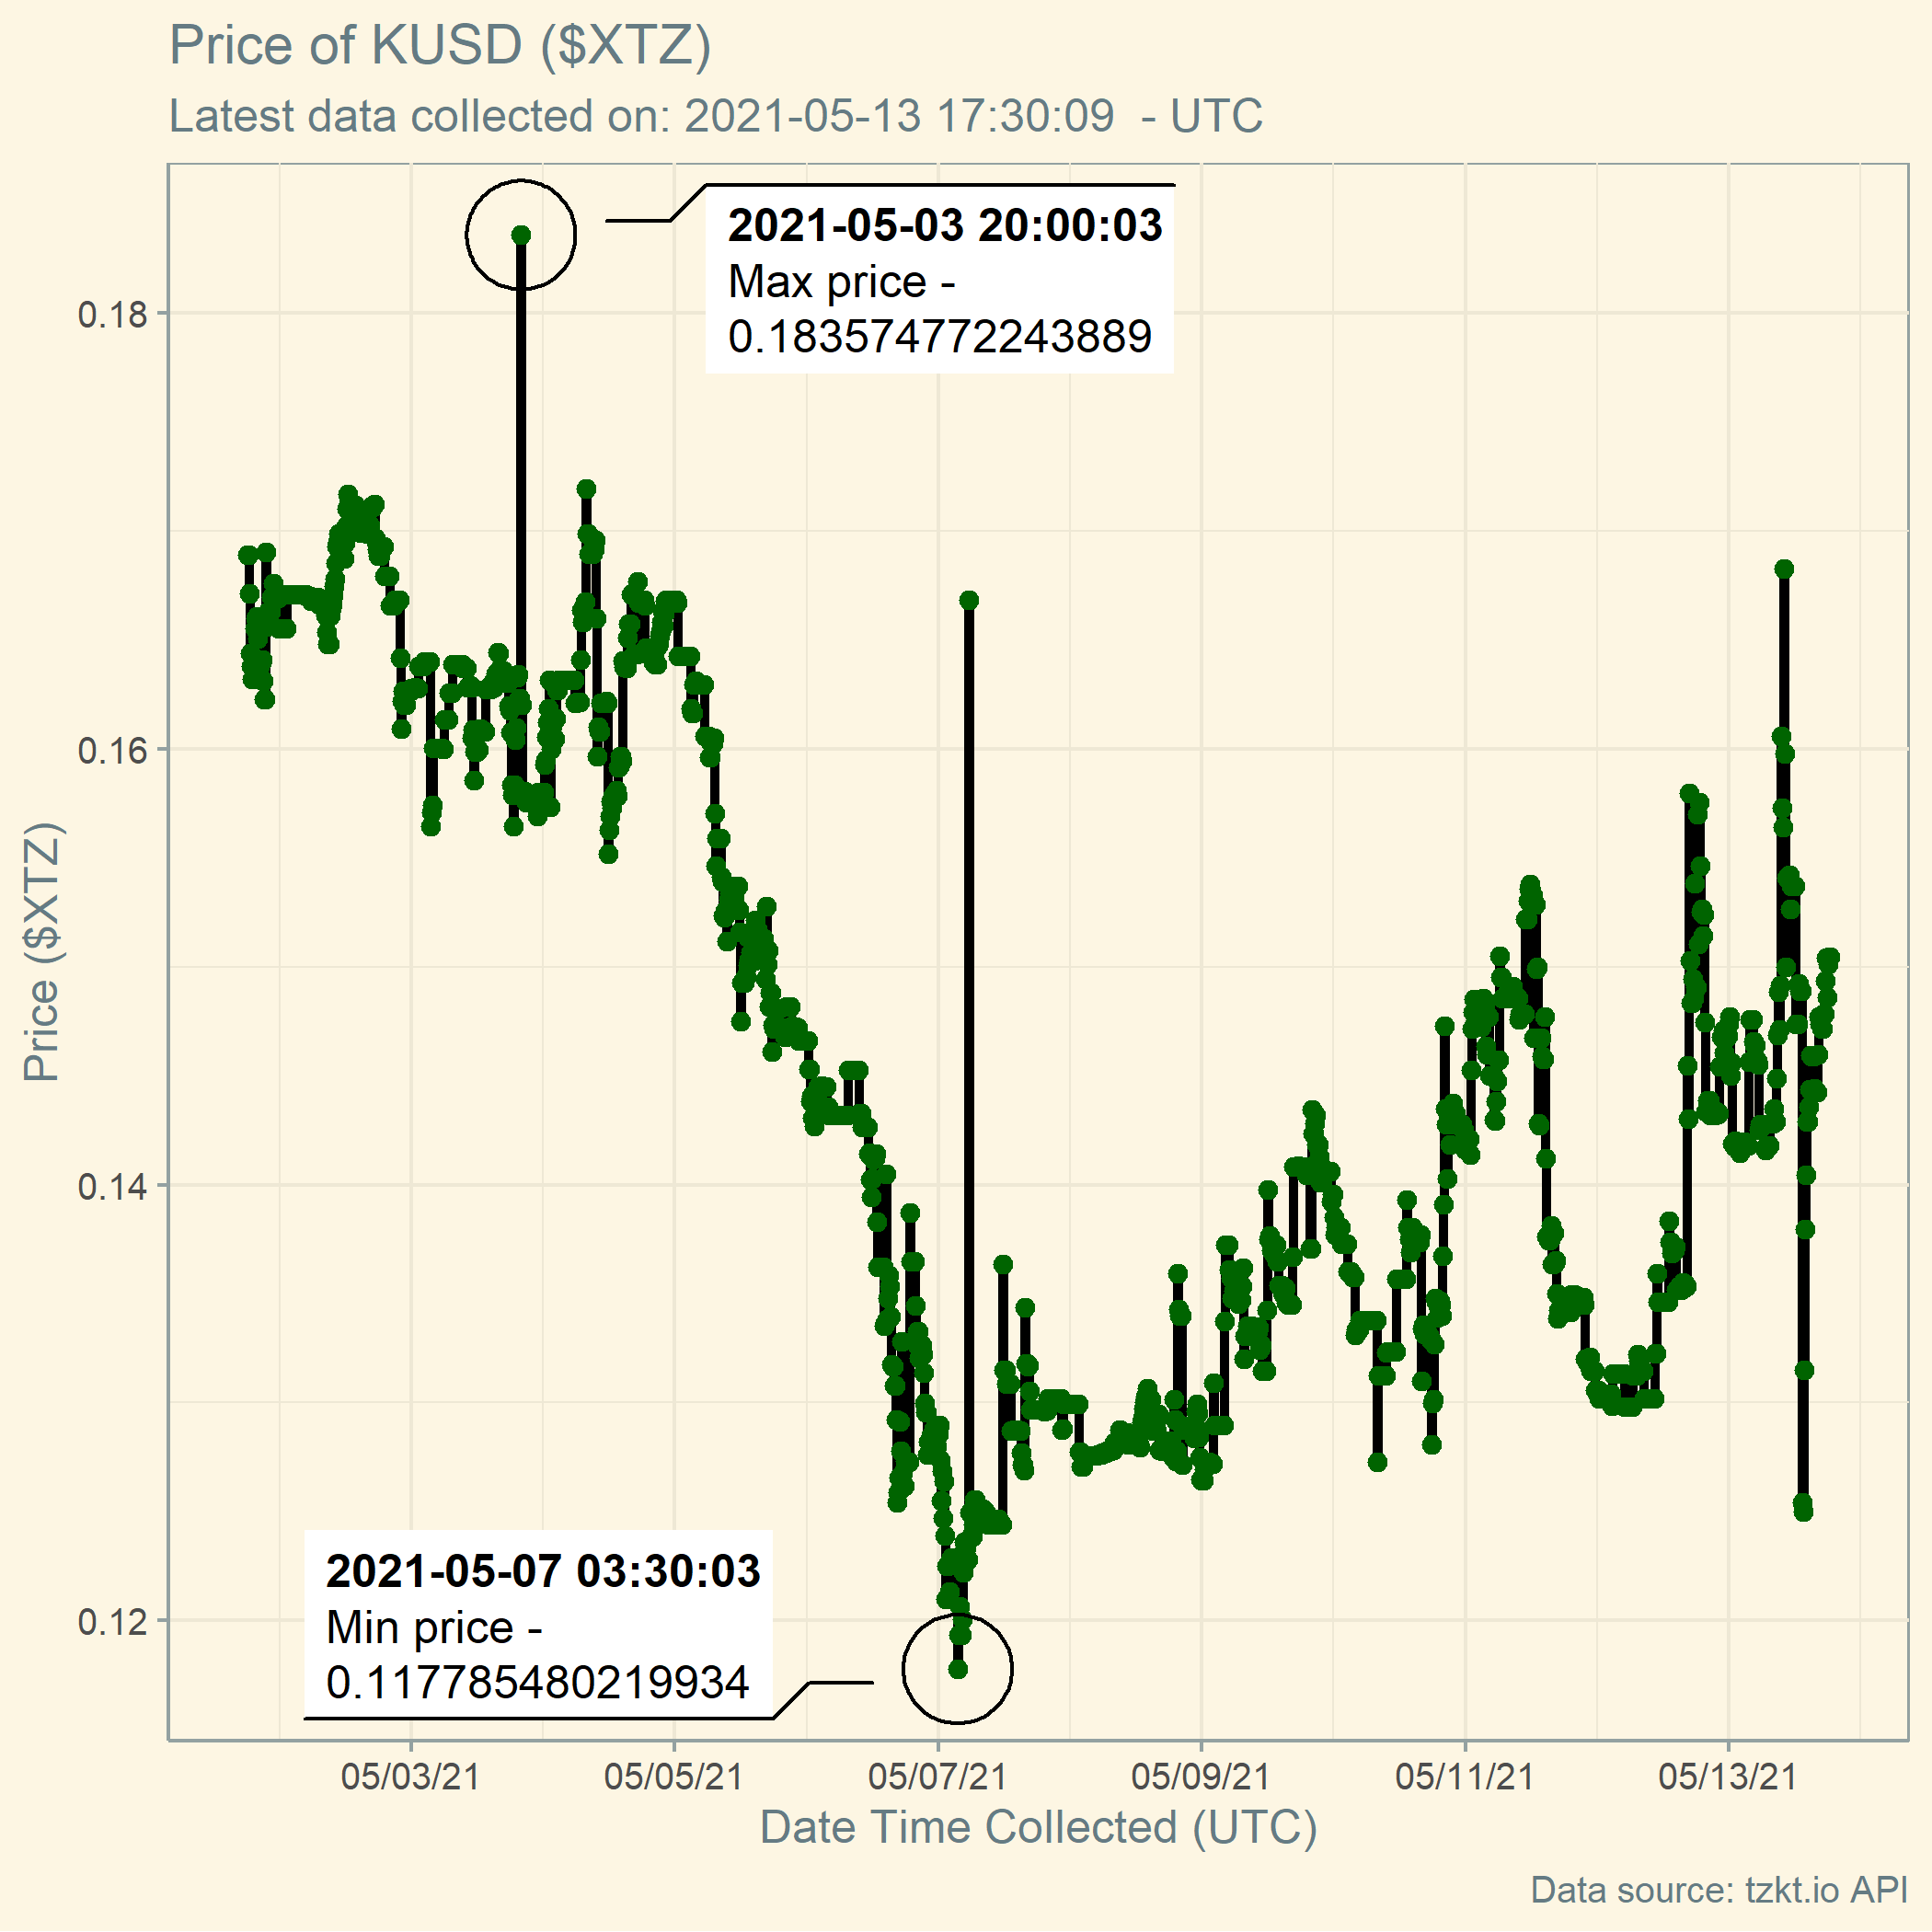 Price of KUSD ($XTZ)
Latest data collected on: 2021-05-13 17:30:09  - UTC
2021-05-03 20:00:03
Max price -
0.183574772243889
0.18
0.16
Price ($XTZ)
0.14
0.12
2021-05-07 03:30:03
Min price -
0.117785480219934
05/03/21
05/05/21
05/07/21
05/09/21
05/11/21
05/13/21
Date Time Collected (UTC)
Data source: tzkt.io API